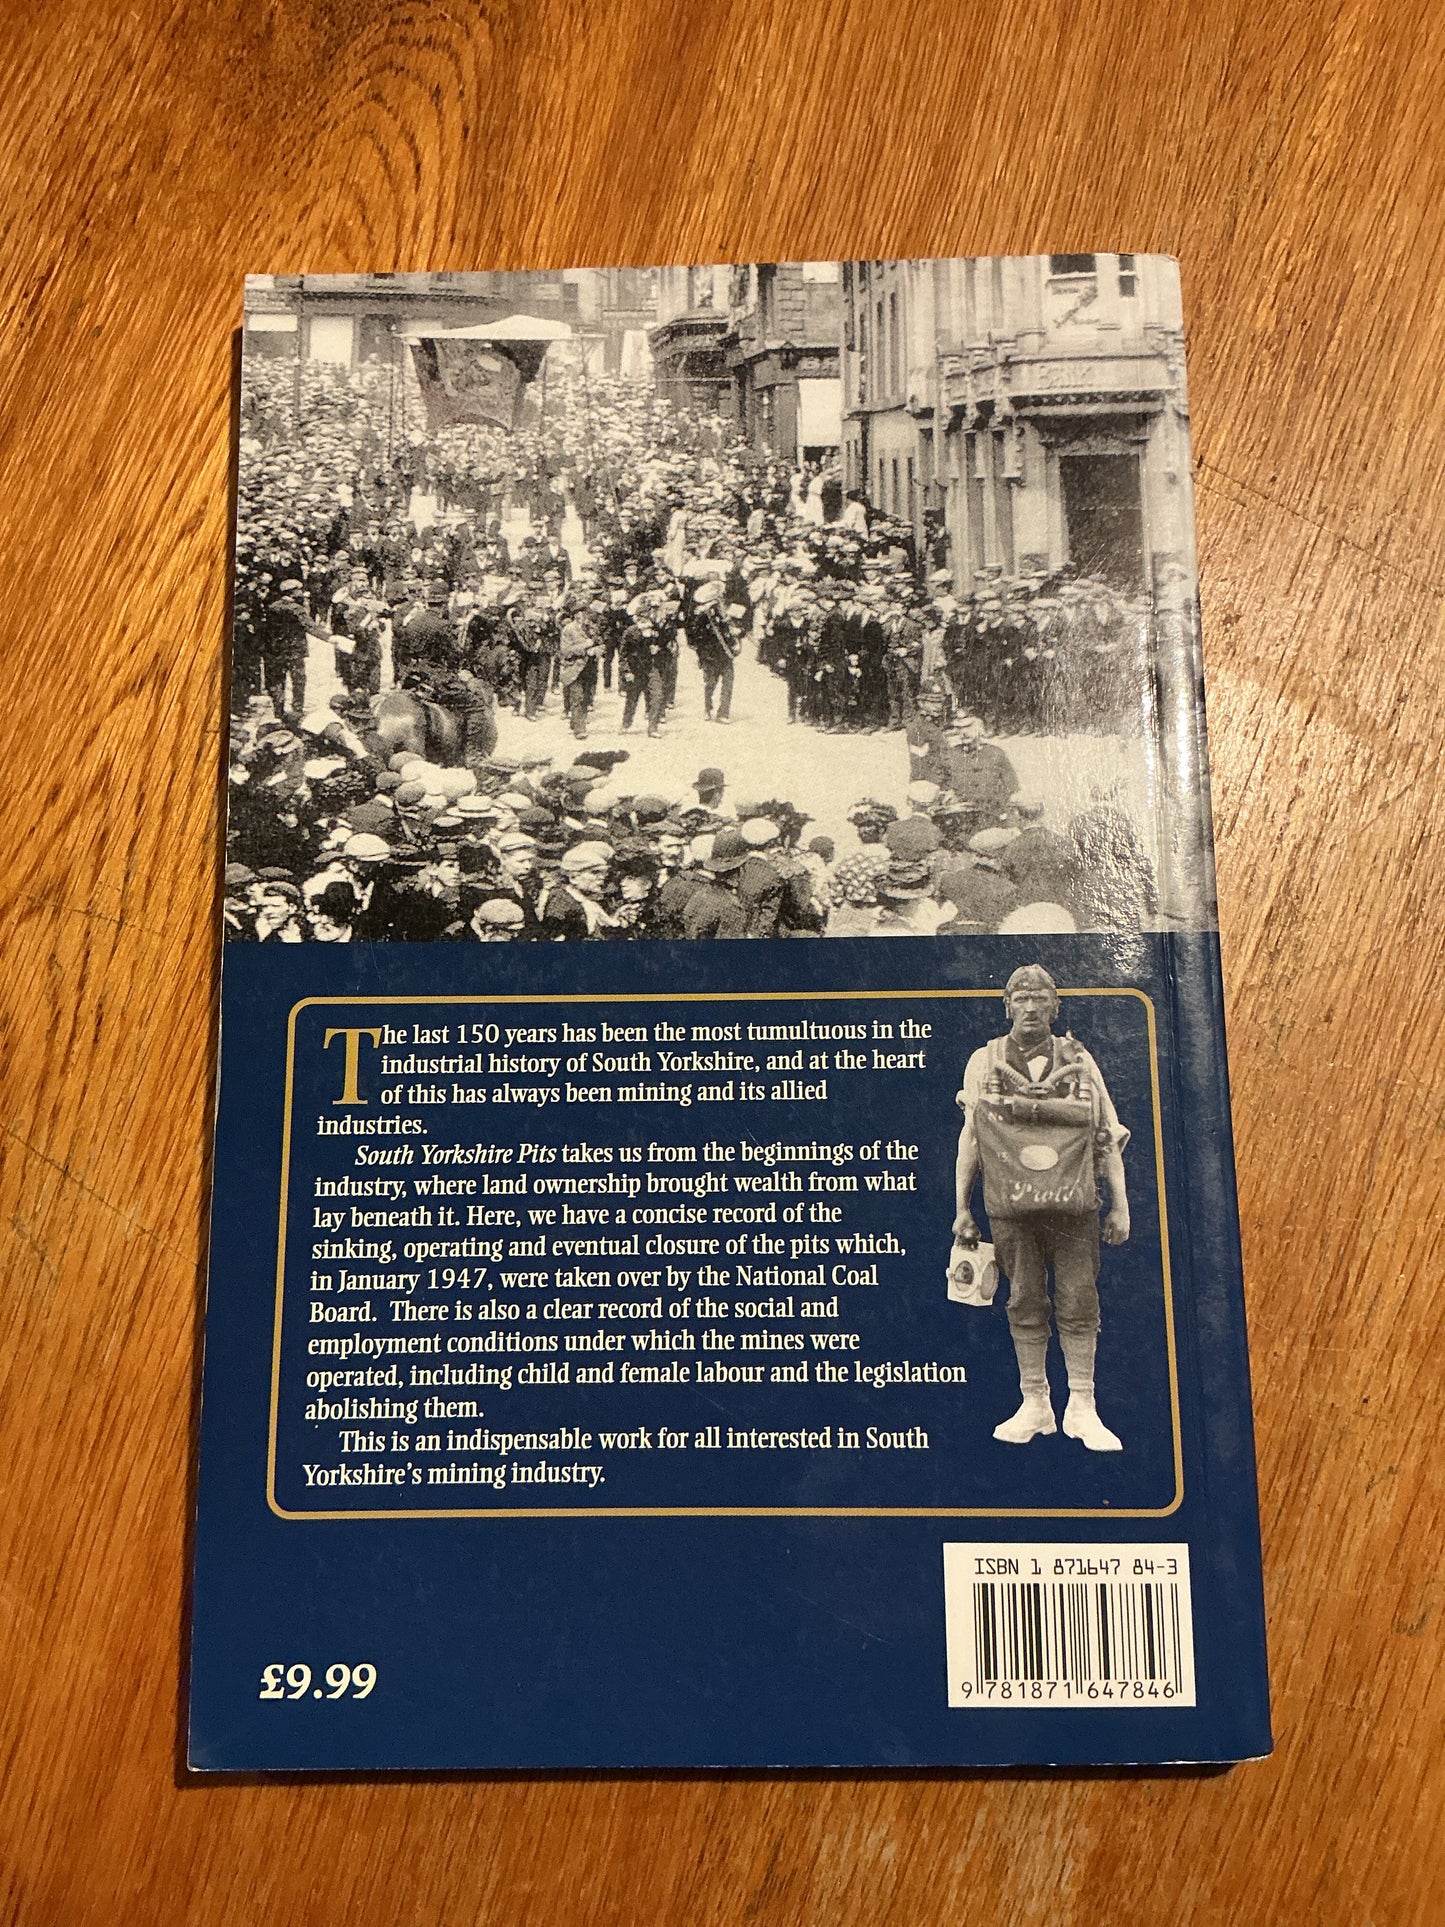 BANK
The last 150 years has been the most tumultuous in the
industrial history of South Yorkshire, and at the heart
of this has always been mining and its allied
industries.
South Yorkshire Pits takes us from the beginnings of the
industry, where land ownership brought wealth from what
lay beneath it. Here, we have a concise record of the
sinking, operating and eventual closure of the pits which,
in January 1947, were taken over by the National Coal
Board. There is also a clear record of the social and
employment conditions under which the mines were
operated, including child and female labour and the legislation
abolishing them.
This is an indispensable work for all interested in South
Yorkshire's mining industry.
ISBN 1 871647 84-3
9 781871 647846
£9.99